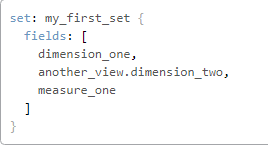 set: my_first_set {
  fields: [
    dimension_one,
    another_view.dimension_two,
    measure_one
  ]
}